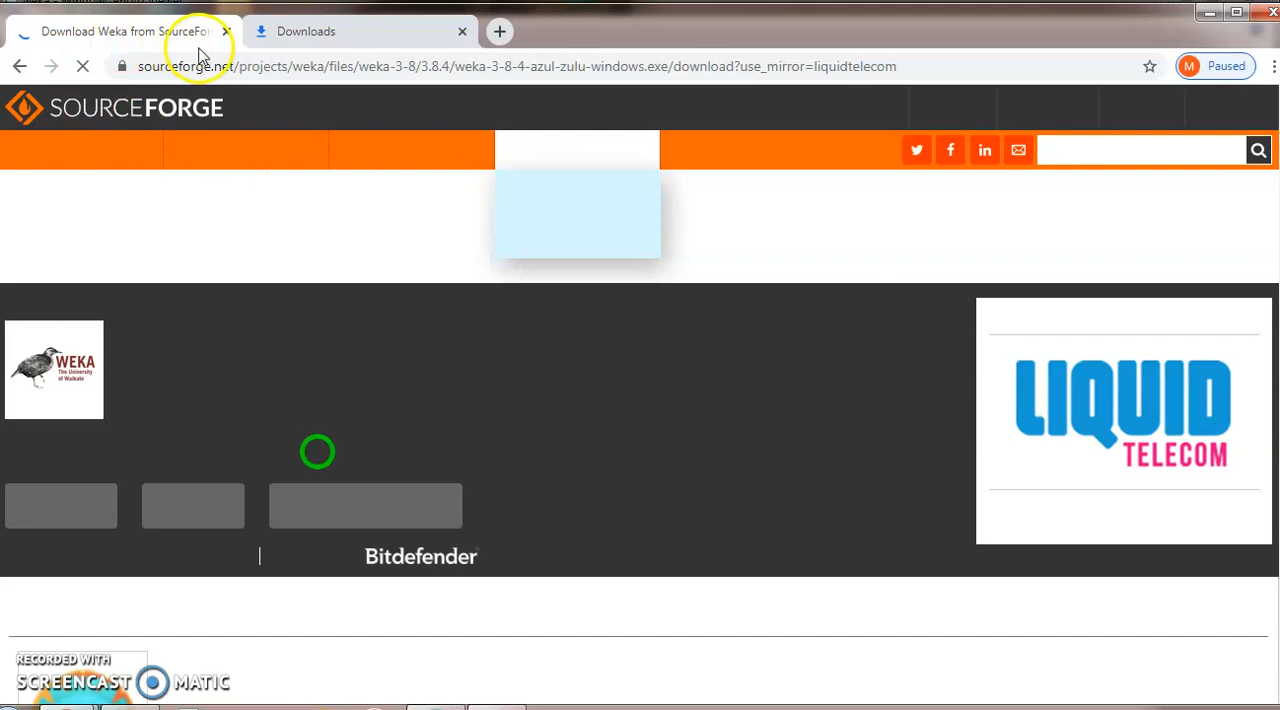 Download Weka from SourceFor
Downloads
sourceforge.net/projects/weka/files/weka-3-8/3.8.4/weka-3-8-4-azul-zulu-windows.exe/download?use_mirror=liquidtelecom
M
Paused
SOURCEFORGE
WEKA
The University
of Waikato
LIQUID
TELECOM
Bitdefender
RECORDED WITH
SCREENCAST MATIC